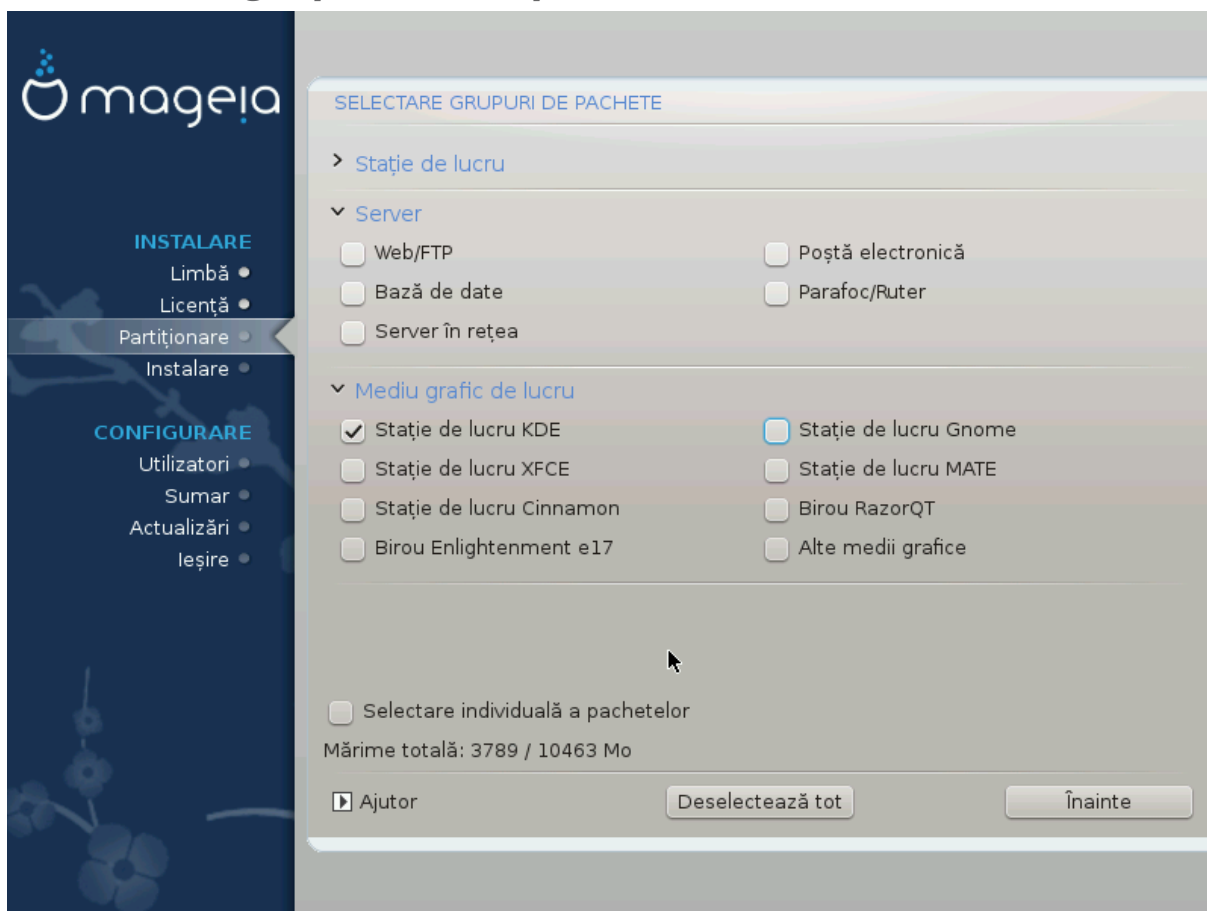 mageia
INSTALARE
Limbă
Licență
Partiționare
Instalare
CONFIGURARE
Utilizatori
Sumar
Actualizări
Ieșire
SELECTARE GRUPURI DE PACHETE
Stație de lucru
Server
Web/FTP
Poștă electronică
Bază de date
Parafoc/Ruter
Server în rețea
Mediu grafic de lucru
Stație de lucru KDE
Stație de lucru Gnome
Stație de lucru XFCE
Stație de lucru MATE
Stație de lucru Cinnamon
Birou RazorQT
Birou Enlightenment e17
Alte medii grafice
Selectare individuală a pachetelor
Mărime totală: 3789 / 10463 Mo
Ajutor
Deselectează tot
Înainte